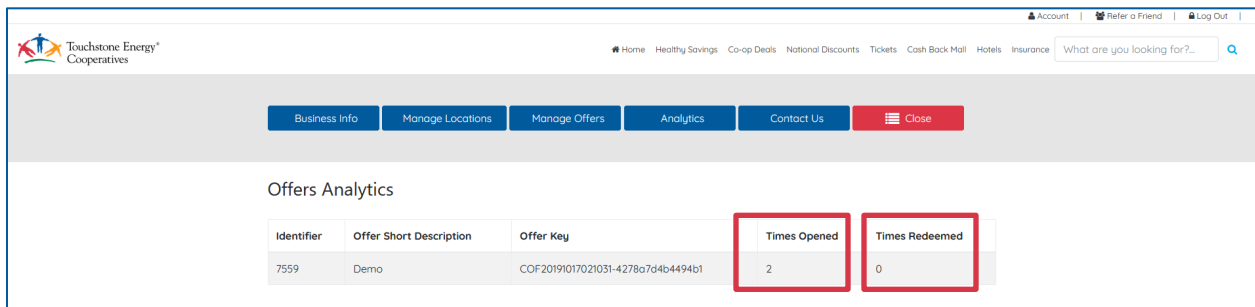 Account | Refer a Friend | Log Out |
Touchstone Energy®
Cooperatives
Home Healthy Savings Co-op Deals National Discounts Tickets Cash Back Mall Hotels Insurance What are you looking for?...
Business Info Manage Locations Manage Offers Analytics Contact Us Close
Offers Analytics
Identifier Offer Short Description Offer Key Times Opened Times Redeemed
7559 Demo COF20191017021031-4278a7d4b4494b1 2 0